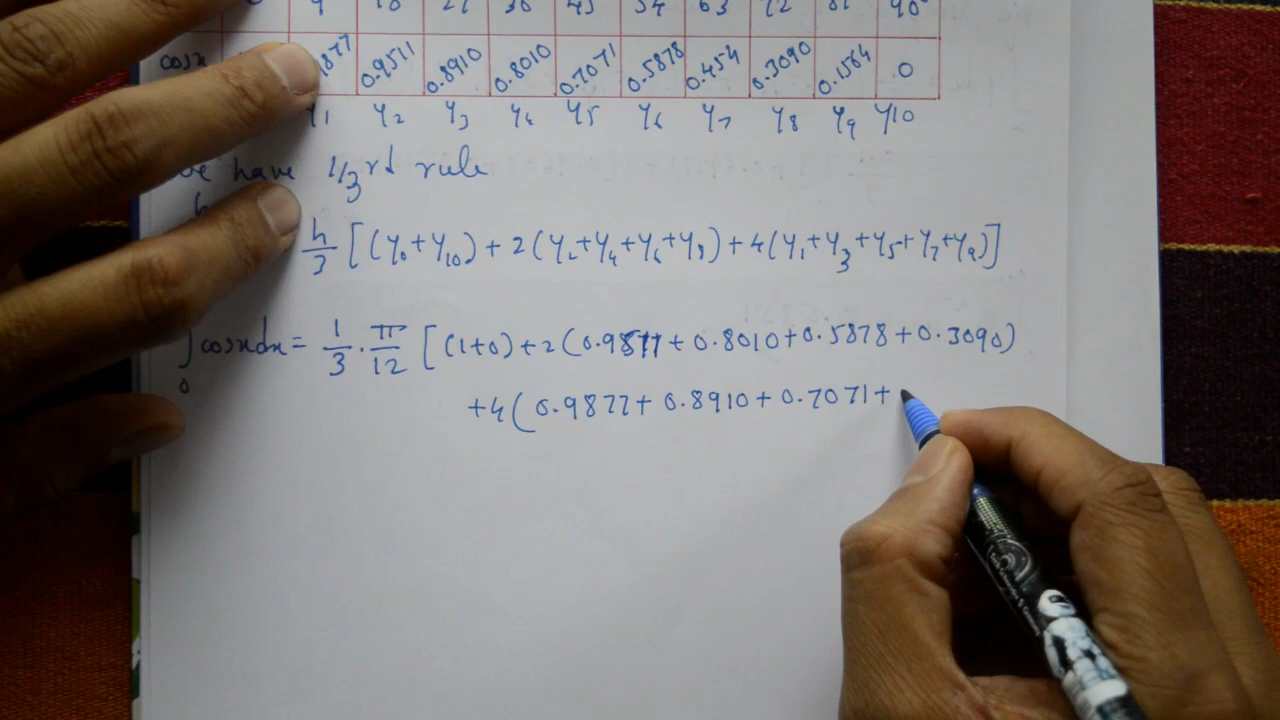 9 18 27 36 45 54 63 72 81 90°
cosx .9877 0.9511 0.8910 0.8010 0.7071 0.5878 0.454 0.3090 0.1564 0
y1 y2 y3 y4 y5 y6 y7 y8 y9 y10
have 1/3rd rule
h/3 [(y0+y10)+2(y2+y4+y6+y8)+4(y1+y3+y5+y7+y9)]
∫0 cosxdx = 1/3 . π/12 [(1+0)+2(0.9511+0.8010+0.5878+0.3090)
+4(0.9877+0.8910+0.7071+